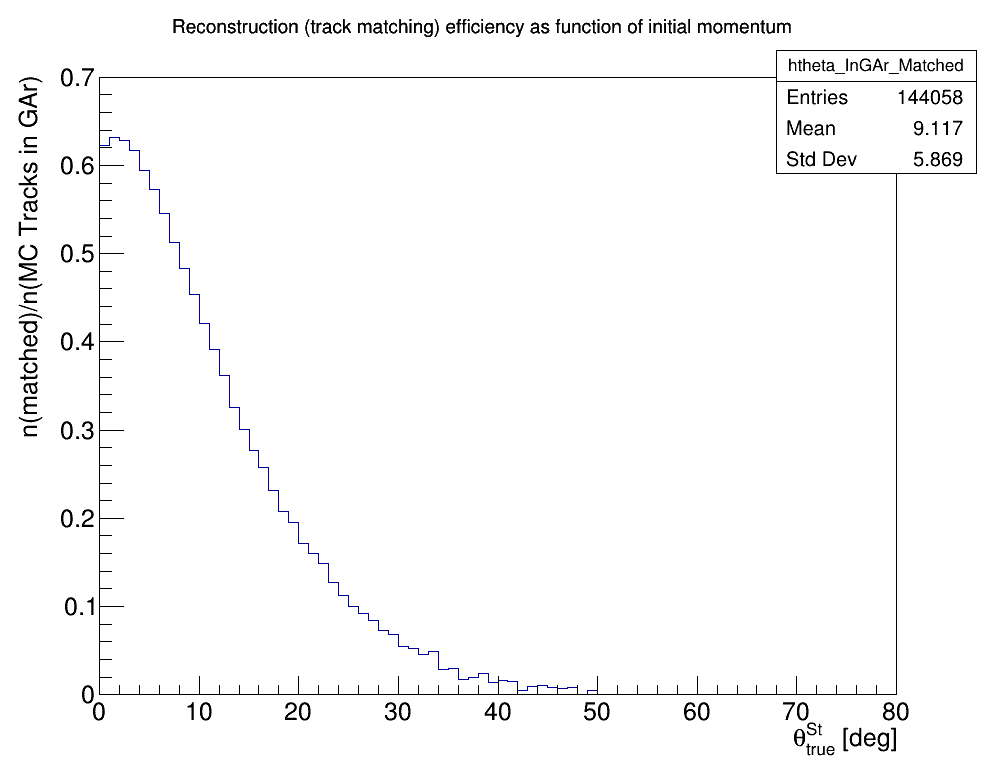 Reconstruction (track matching) efficiency as function of initial momentum
htheta_InGAr_Matched
Entries 144058
Mean 9.117
Std Dev 5.869
n(matched)/n(MC Tracks in GAr)
0.7
0.6
0.5
0.4
0.3
0.2
0.1
0
0 10 20 30 40 50 60 70 80
θ^St_true [deg]